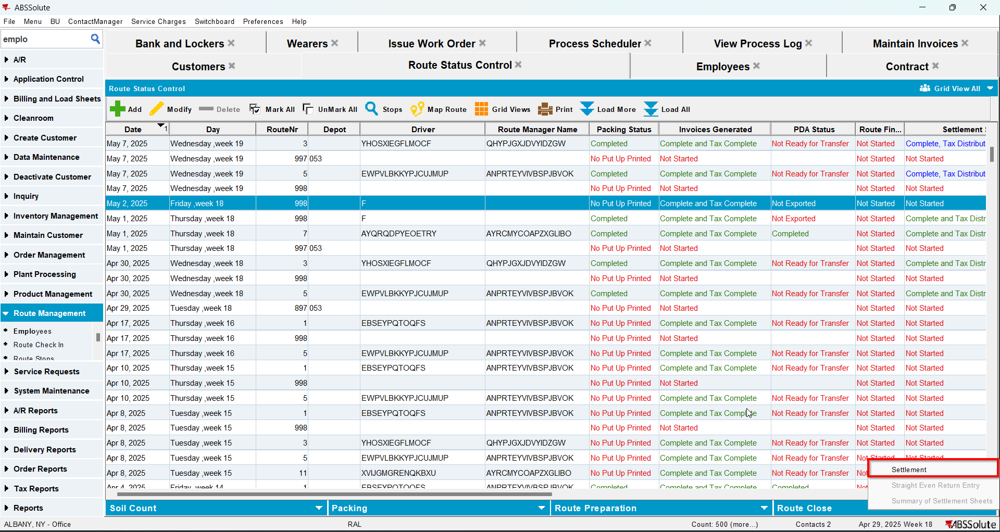 ABSSolute
File Menu BU ContactManager Service Charges Switchboard Preferences Help
emplo
Bank and Lockers Wearers Issue Work Order Process Scheduler View Process Log Maintain Invoices
Customers Route Status Control Employees Contract
A/R
Application Control
Billing and Load Sheets
Cleanroom
Create Customer
Data Maintenance
Deactivate Customer
Inquiry
Inventory Management
Maintain Customer
Order Management
Plant Processing
Product Management
Route Management
Employees
Route Check In
Route Stops
Service Requests
System Maintenance
A/R Reports
Billing Reports
Delivery Reports
Order Reports
Tax Reports
Reports
Route Status Control Grid View All
Add Modify Delete Mark All UnMark All Stops Map Route Grid Views Print Load More Load All
Date 1 Day RouteNr Depot Driver Route Manager Name Packing Status Invoices Generated PDA Status Route Fin... Settlement
May 7, 2025 Wednesday ,week 19 3 YHOSXIEGFLMOCF QHYPJGXJDVYIDZGW Completed Complete and Tax Complete Not Ready for Transfer Not Started Complete, Tax Distribut
May 7, 2025 Wednesday ,week 19 997 053 No Put Up Printed Not Started Not Started Not Started
May 7, 2025 Wednesday ,week 19 5 EWPVLBKKYPJCUJMUP ANPRTEYVIVBSPJBVOK Completed Complete and Tax Complete Not Ready for Transfer Not Started Complete, Tax Distribut
May 7, 2025 Wednesday ,week 19 998 No Put Up Printed Not Started Not Started Not Started
May 2, 2025 Friday ,week 18 998 F No Put Up Printed Complete and Tax Complete Not Exported Not Started Not Started
May 1, 2025 Thursday ,week 18 998 F Completed Complete and Tax Complete Not Exported Not Started Complete and Tax Distr
May 1, 2025 Thursday ,week 18 7 AYQRQDPYEOETRY AYRCMYCOAPZXGLIBO Completed Complete and Tax Complete Completed Not Started Complete and Tax Distr
May 1, 2025 Thursday ,week 18 997 053 No Put Up Printed Not Started Not Started Not Started
Apr 30, 2025 Wednesday ,week 18 3 YHOSXIEGFLMOCF QHYPJGXJDVYIDZGW Completed Complete and Tax Complete Not Ready for Transfer Not Started Complete and Tax Distr
Apr 30, 2025 Wednesday ,week 18 998 No Put Up Printed Not Started Not Started Not Started
Apr 30, 2025 Wednesday ,week 18 5 EWPVLBKKYPJCUJMUP ANPRTEYVIVBSPJBVOK Completed Complete and Tax Complete Not Ready for Transfer Not Started Complete and Tax Distr
Apr 29, 2025 Tuesday ,week 18 897 053 No Put Up Printed Not Started Not Started Not Started
Apr 17, 2025 Thursday ,week 16 1 EBSEYPQTOQFS ANPRTEYVIVBSPJBVOK No Put Up Printed Complete and Tax Complete Not Ready for Transfer Not Started Not Started
Apr 17, 2025 Thursday ,week 16 998 No Put Up Printed Not Started Not Started Not Started
Apr 17, 2025 Thursday ,week 16 5 EWPVLBKKYPJCUJMUP ANPRTEYVIVBSPJBVOK No Put Up Printed Complete and Tax Complete Not Ready for Transfer Not Started Not Started
Apr 10, 2025 Thursday ,week 15 1 EBSEYPQTOQFS ANPRTEYVIVBSPJBVOK No Put Up Printed Complete and Tax Complete Not Ready for Transfer Not Started Not Started
Apr 10, 2025 Thursday ,week 15 998 No Put Up Printed Not Started Not Started Not Started
Apr 10, 2025 Thursday ,week 15 5 EWPVLBKKYPJCUJMUP ANPRTEYVIVBSPJBVOK No Put Up Printed Complete and Tax Complete Not Ready for Transfer Not Started Not Started
Apr 8, 2025 Tuesday ,week 15 1 EBSEYPQTOQFS ANPRTEYVIVBSPJBVOK No Put Up Printed Complete and Tax Complete Not Ready for Transfer Not Started Not Started
Apr 8, 2025 Tuesday ,week 15 998 No Put Up Printed Not Started Not Started Not Started
Apr 8, 2025 Tuesday ,week 15 3 YHOSXIEGFLMOCF QHYPJGXJDVYIDZGW No Put Up Printed Complete and Tax Complete Not Ready for Transfer Not Started Not Started
Apr 8, 2025 Tuesday ,week 15 5 EWPVLBKKYPJCUJMUP ANPRTEYVIVBSPJBVOK No Put Up Printed Complete and Tax Complete Not Ready for Transfer Not Started Not Started
Apr 8, 2025 Tuesday ,week 15 11 XVIJGMGRENQKBXU AYRCMYCOAPZXGLIBO No Put Up Printed Complete and Tax Complete Not Ready for Transfer Not
Apr 4, 2025 Friday ,week 14 1 EBSEYPQTOQFS ANPRTEYVIVBSPJBVOK Completed Complete and Tax Complete Completed Not
Settlement
Straight Even Return Entry
Summary of Settlement Sheets
Soil Count Packing Route Preparation Route Close
ALBANY, NY - Office RAL Count: 500 (more...) Contacts 2 Apr 29, 2025 Week 18 ABSSolute